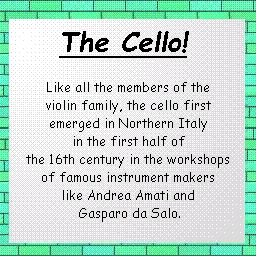 The Cello!
Like all the members of the
violin family, the cello first
emerged in Northern Italy
in the first half of
the 16th century in the workshops
of famous instrument makers
like Andrea Amati and
Gasparo da Salo.